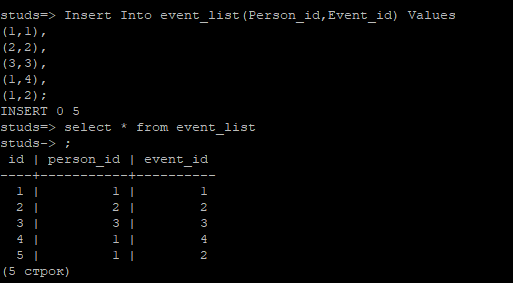 studs=> Insert Into event_list(Person_id,Event_id) Values
(1,1),
(2,2),
(3,3),
(1,4),
(1,2);
INSERT 0 5
studs=> select * from event_list
studs-> ;
 id | person_id | event_id
----+-----------+----------
  1 |         1 |        1
  2 |         2 |        2
  3 |         3 |        3
  4 |         1 |        4
  5 |         1 |        2
(5 строк)